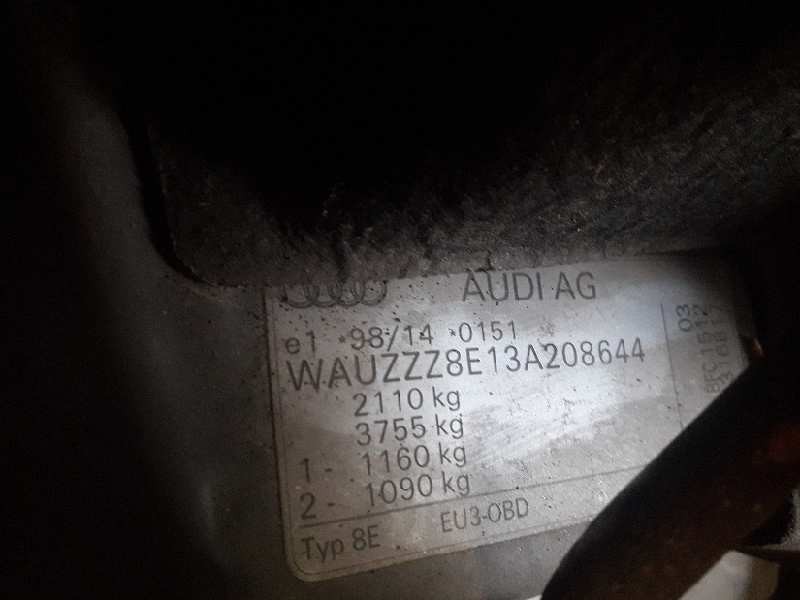 AUDI AG
e1 *98/14 *0151
WAUZZZ8E13A208644
2110 kg
3755 kg
1 - 1160 kg
2 - 1090 kg
Typ 8E EU3-OBD
03